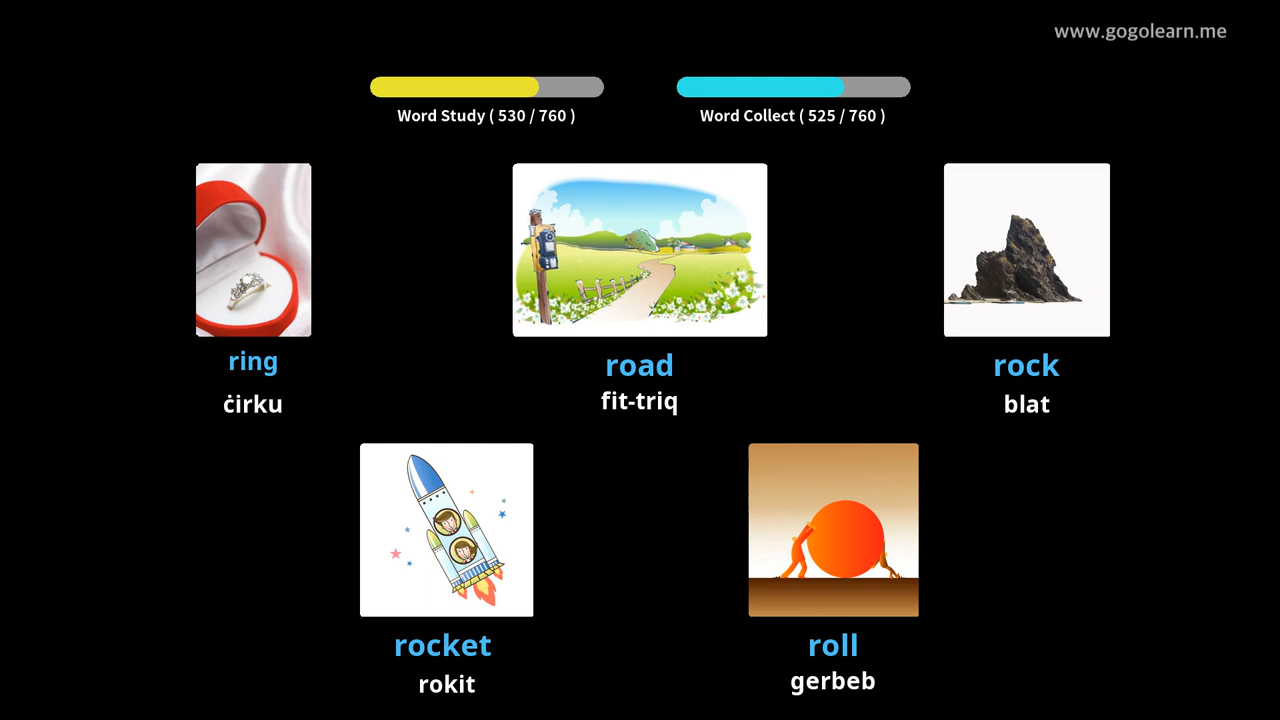 www.gogolearn.me
Word Study ( 530 / 760 )
Word Collect ( 525 / 760 )
ring
road
rock
ċirku
fit-triq
blat
rocket
roll
rokit
gerbeb